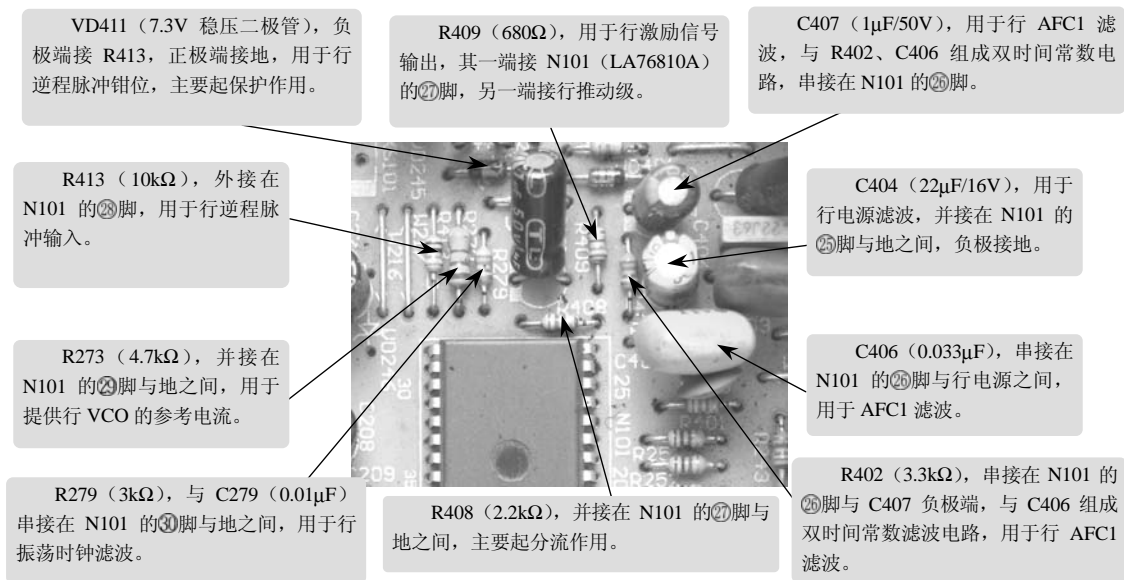 VD411（7.3V 稳压二极管），负
极端接 R413，正极端接地，用于行
逆程脉冲钳位，主要起保护作用。
R409（680Ω），用于行激励信号
输出，其一端接 N101（LA76810A）
的㉗脚，另一端接行推动级。
C407（1μF/50V），用于行 AFC1 滤
波，与 R402、C406 组成双时间常数电
路，串接在 N101 的㉖脚。
R413（10kΩ），外接在
N101 的㉘脚，用于行逆程脉
冲输入。
C404（22μF/16V），用于
行电源滤波，并接在 N101 的
㉕脚与地之间，负极接地。
R273（4.7kΩ），并接在
N101 的㉙脚与地之间，用于
提供行 VCO 的参考电流。
C406（0.033μF），串接在
N101 的㉖脚与行电源之间，
用于 AFC1 滤波。
R279（3kΩ），与 C279（0.01μF）
串接在 N101 的㉚脚与地之间，用于行
振荡时钟滤波。
R408（2.2kΩ），并接在 N101 的㉗脚与
地之间，主要起分流作用。
R402（3.3kΩ），串接在 N101 的
㉖脚与 C407 负极端，与 C406 组成
双时间常数滤波电路，用于行 AFC1
滤波。
R279
R409
30
25
N101